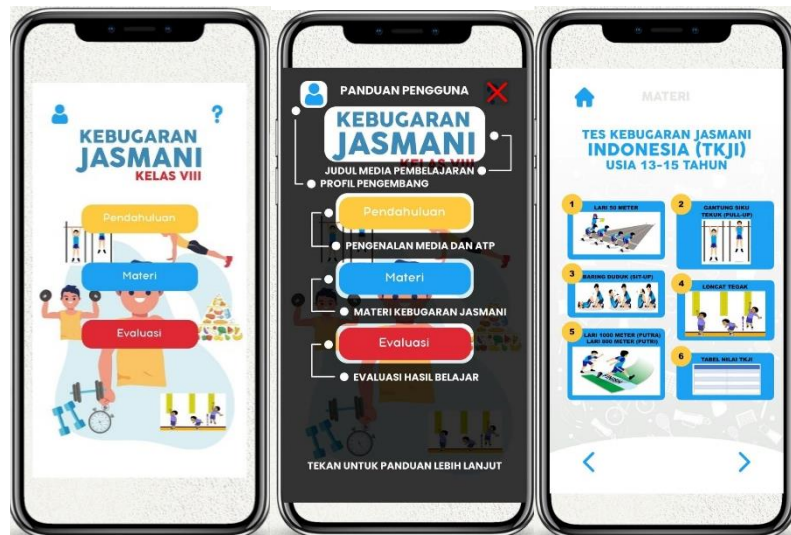 ?
KEBUGARAN
JASMANI
KELAS VIII
Pendahuluan
Materi
Evaluasi
PANDUAN PENGGUNA
KEBUGARAN
JASMANI
KELAS VIII
JUDUL MEDIA PEMBELAJARAN
PROFIL PENGEMBANG
Pendahuluan
PENGENALAN MEDIA DAN ATP
Materi
MATERI KEBUGARAN JASMANI
Evaluasi
EVALUASI HASIL BELAJAR
TEKAN UNTUK PANDUAN LEBIH LANJUT
MATERI
TES KEBUGARAN JASMANI
INDONESIA (TKJI)
USIA 13-15 TAHUN
1
LARI 50 METER
2
GANTUNG SIKU
TEKUK (PULL-UP)
3
BARING DUDUK (SIT-UP)
4
LONCAT TEGAK
5
LARI 1000 METER (PUTRA)
LARI 800 METER (PUTRI)
FINISH
6
TABEL NILAI TKJI